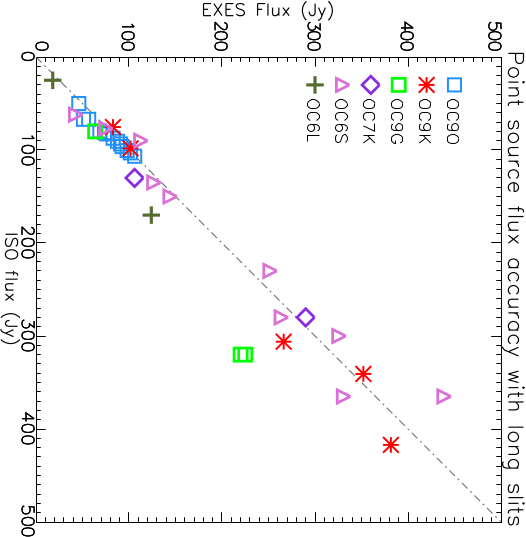 Point source flux accuracy with long slits
EXES Flux (Jy)
500
400
300
200
100
0
OC9O
OC9K
OC9G
OC7K
OC6S
OC6L
0
100
200
300
400
500
ISO flux (Jy)